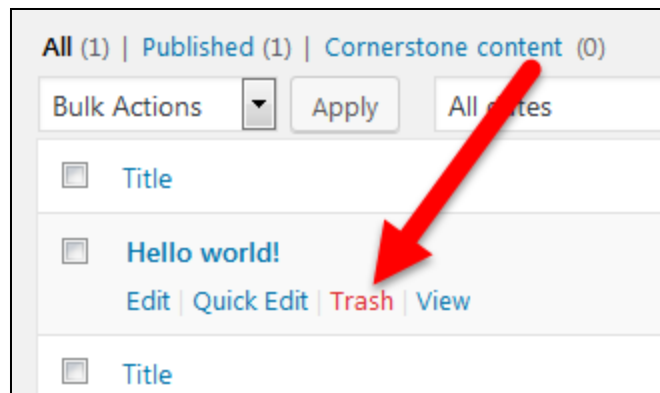 All (1) | Published (1) | Cornerstone content (0)
Bulk Actions Apply All dates
Title
Hello world!
Edit | Quick Edit | Trash | View
Title